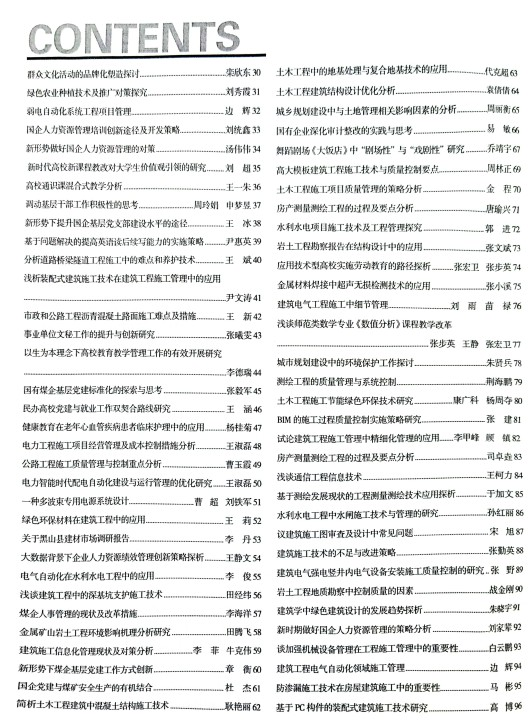 CONTENTS
群众文化活动的品牌化塑造探讨........栾欣东 30
绿色农业种植技术及推广对策探究........刘秀霞 31
弱电自动化系统工程项目管理........边 辉 32
国企人力资源管理培训创新途径及开发策略........刘统鑫 33
新形势做好国企人力资源管理的对策........汤伟伟 34
新时代高校新课程教改对大学生价值观引领的研究........刘 超 35
高校通识课混合式教学分析........王一朱 36
调动基层干部工作积极性的思考........周玲娟 申梦昱 37
新形势下提升国企基层党支部建设水平的途径........王 冰 38
基于问题解决的提高英语读后续写能力的实施策略........尹惠英 39
分析道路桥梁隧道工程施工中的难点和养护技术........王 斌 40
浅析装配式建筑施工技术在建筑工程施工管理中的应用
........尹文涛 41
市政和公路工程沥青混凝土路面施工难点及措施........王 新 42
事业单位文秘工作的提升与创新研究........张曦雯 43
以生为本理念下高校教育教学管理工作的有效开展研究
........李德瑞 44
国有煤企基层党建标准化的探索与思考........张毅军 45
民办高校党建与就业工作双契合路线研究........王 涵 46
健康教育在老年心血管疾病患者临床护理中的应用........杨桂菊 47
电力工程施工项目经营管理及成本控制措施分析........王淑磊 48
公路工程施工质量管理与控制重点分析........曹玉霞 49
电力智能时代配电自动化建设与运行管理的优化研究........王淑磊 50
一种多波束专用电源系统设计........曹 超 刘铁军 51
绿色环保材料在建筑工程中的应用........王 莉 52
关于黑山县建材市场调研报告........李 丹 53
大数据背景下企业人力资源绩效管理创新策略探析........王静文 54
电气自动化在水利水电工程中的应用........李 俊 55
浅谈建筑工程中的深基坑支护施工技术........田经纬 56
煤企人事管理的现状及改革措施........李海洋 57
金属矿山岩土工程环境影响机理分析研究........田腾飞 58
建筑施工信息化管理现状及对策分析........李 菲 牛克伟 59
新形势下煤企基层党建工作方式创新........章 衡 60
国企党建与煤矿安全生产的有机结合........杜 杰 61
简析土木工程建筑中混凝土结构施工技术........耿艳丽 62
土木工程中的地基处理与复合地基技术的应用........代克超 63
土木工程建筑结构设计优化分析........袁倩倩 64
城乡规划建设中与土地管理相关影响因素的分析........周丽衡 65
国有企业深化审计整改的实践与思考........易 敏 66
舞蹈剧场《大饭店》中“剧场性”与“戏剧性”研究........乔靖宇 67
高大模板建筑工程施工技术与质量控要点........周林正 69
土木工程施工项目质量管理的策略分析........金 程 70
房产测量测绘工程的过程及要点分析........唐瑜兴 71
水利水电项目施工技术及工程管理探究........郭 进 72
岩土工程勘察报告在结构设计中的应用........张文斌 73
应用技术型高校实施劳动教育的路径探析........张宏卫 张步英 74
金属材料焊接中超声无损检测技术的应用........张小溪 75
建筑电气工程施工中细节管理........刘 雨 苗 禄 76
浅谈师范类数学专业《数值分析》课程教学改革
........张步英 王静 张宏卫 77
城市规划建设中的环境保护工作探讨........朱贤兵 78
测绘工程的质量管理与系统控制........荆海鹏 79
土木工程施工节能绿色环保技术研究........康广科 杨周夺 80
BIM的施工过程质量控制实施策略研究........张 建 81
试论建筑工程施工管理中精细化管理的应用........李甲峰 顾 镇 82
房产测量测绘工程的过程及要点分析........司卓垚 83
浅谈通信工程信息技术........王柯力 84
基于测绘发展现状的工程测量测绘技术应用探析........于加文 85
水利水电工程中水闸施工技术与管理的研究........孙红丽 86
议建筑施工图审查及设计中常见问题........宋 旭 87
建筑施工技术的不足与改进策略........张勤英 88
建筑电气强电竖井内电气设备安装施工质量控制的研究..张 野 89
岩土工程地质勘察中控制质量的因素........战金刚 90
建筑学中绿色建筑设计的发展趋势探析........朱晓宇 91
新时期做好国企人力资源管理的策略分析........刘家荤 92
谈加强机械设备管理在工程施工管理中的重要性........白云鹏 93
建筑工程电气自动化领域施工管理........边 辉 94
防渗漏施工技术在房屋建筑施工中的重要性........马 彬 95
基于PC构件的装配式建筑施工技术研究........高 博 96